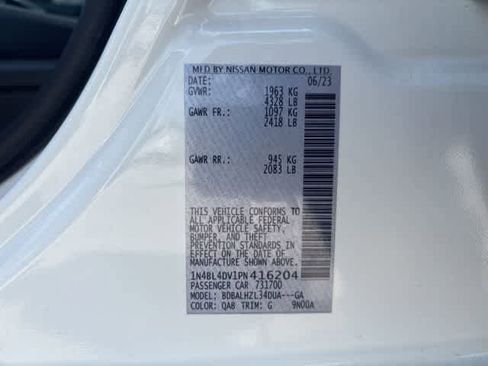 MFD BY NISSAN MOTOR CO., LTD.
DATE: 06/23
GVWR: 1963 KG
4328 LB
GAWR FR.: 1097 KG
2418 LB
GAWR RR.: 945 KG
2083 LB
THIS VEHICLE CONFORMS TO
ALL APPLICABLE FEDERAL
MOTOR VEHICLE SAFETY,
BUMPER, AND THEFT
PREVENTION STANDARDS
IN EFFECT ON THE DATE OF
MANUFACTURE SHOWN ABOVE.
1N4BL4DV1PN416204
PASSENGER CAR 731700
MODEL: BDBALHZL34DUA---GA
COLOR: QAB TRIM: G 9N00A